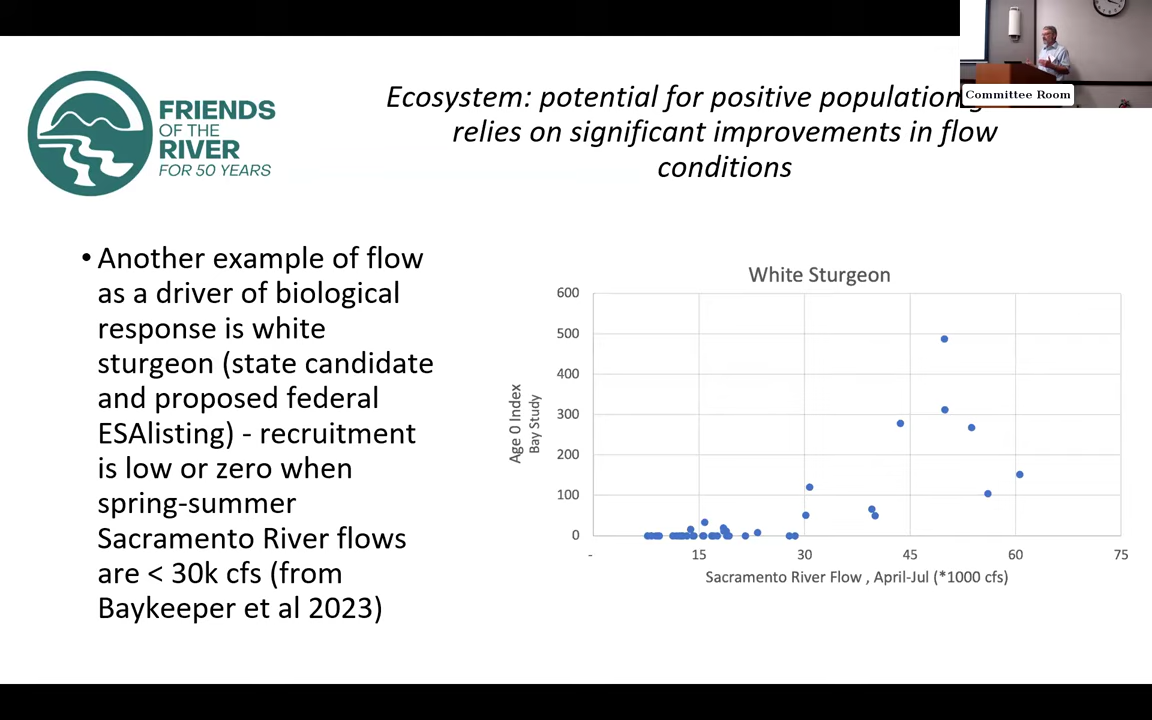 FRIENDS
OF THE
RIVER
FOR 50 YEARS
Ecosystem: potential for positive population
relies on significant improvements in flow
conditions
Committee Room
• Another example of flow
as a driver of biological
response is white
sturgeon (state candidate
and proposed federal
ESAlisting) - recruitment
is low or zero when
spring-summer
Sacramento River flows
are < 30k cfs (from
Baykeeper et al 2023)
White Sturgeon
Age 0 Index
Bay Study
600
500
400
300
200
100
0
- 15 30 45 60 75
Sacramento River Flow , April-Jul (*1000 cfs)